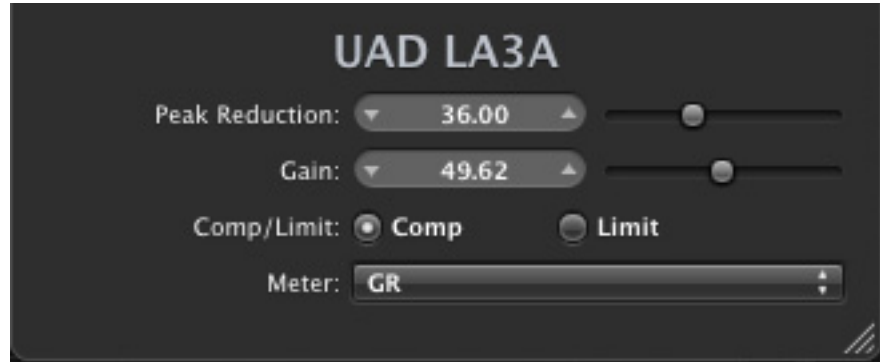 UAD LA3A
Peak Reduction: 36.00
Gain: 49.62
Comp/Limit: Comp Limit
Meter: GR